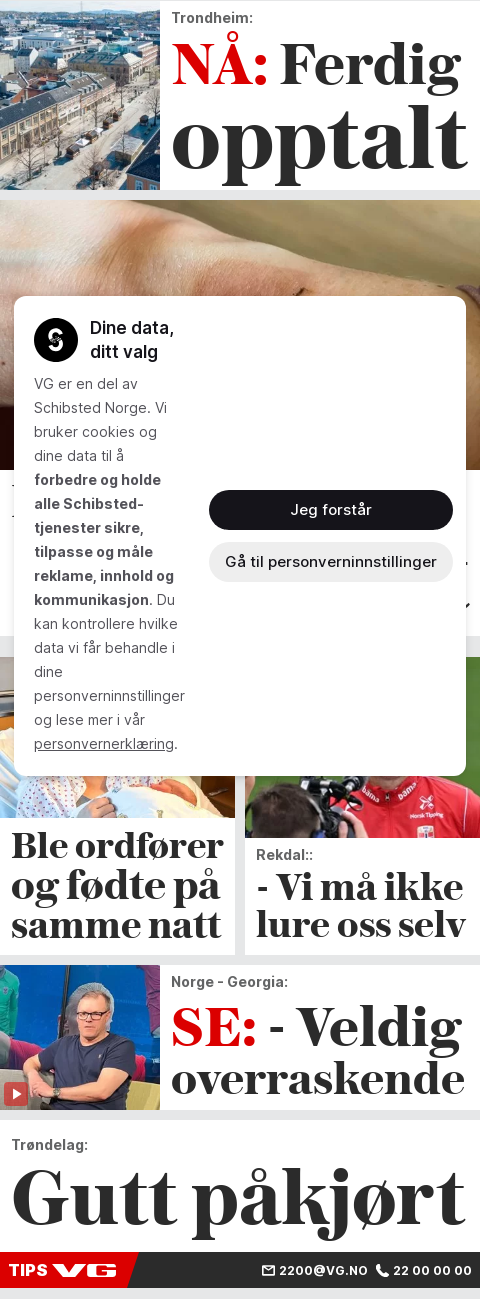 Trondheim:
NÅ: Ferdig
opptalt
Dine data,
ditt valg
VG er en del av
Schibsted Norge. Vi
bruker cookies og
dine data til å
forbedre og holde
alle Schibsted-
tjenester sikre,
tilpasse og måle
reklame, innhold og
kommunikasjon. Du
kan kontrollere hvilke
data vi får behandle i
dine
personverninnstillinger
og lese mer i vår
personvernerklæring.
Jeg forstår
Gå til personverninnstillinger
bama
bama
Norsk Tipping
Ble ordfører
og fødte på
samme natt
Rekdal::
- Vi må ikke
lure oss selv
Norge - Georgia:
SE: - Veldig
overraskende
Trøndelag:
Gutt påkjørt
TIPS VG
2200@VG.NO
22 00 00 00